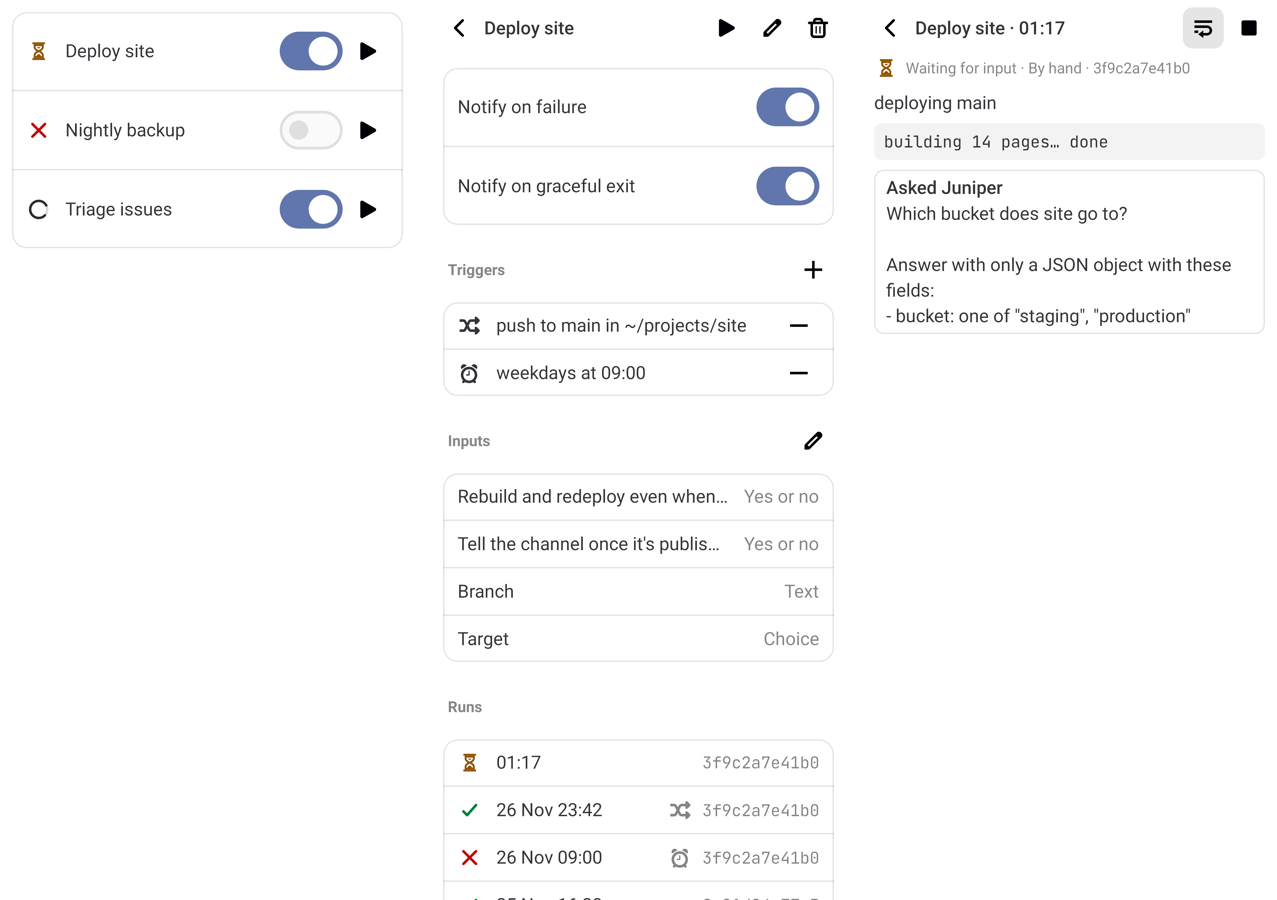 Deploy site
Nightly backup
Triage issues
Deploy site
Notify on failure
Notify on graceful exit
Triggers
push to main in ~/projects/site
weekdays at 09:00
Inputs
Rebuild and redeploy even when… Yes or no
Tell the channel once it's publis… Yes or no
Branch Text
Target Choice
Runs
01:17 3f9c2a7e41b0
26 Nov 23:42 3f9c2a7e41b0
26 Nov 09:00 3f9c2a7e41b0
Deploy site · 01:17
Waiting for input · By hand · 3f9c2a7e41b0
deploying main
building 14 pages… done
Asked Juniper
Which bucket does site go to?
Answer with only a JSON object with these
fields:
- bucket: one of "staging", "production"